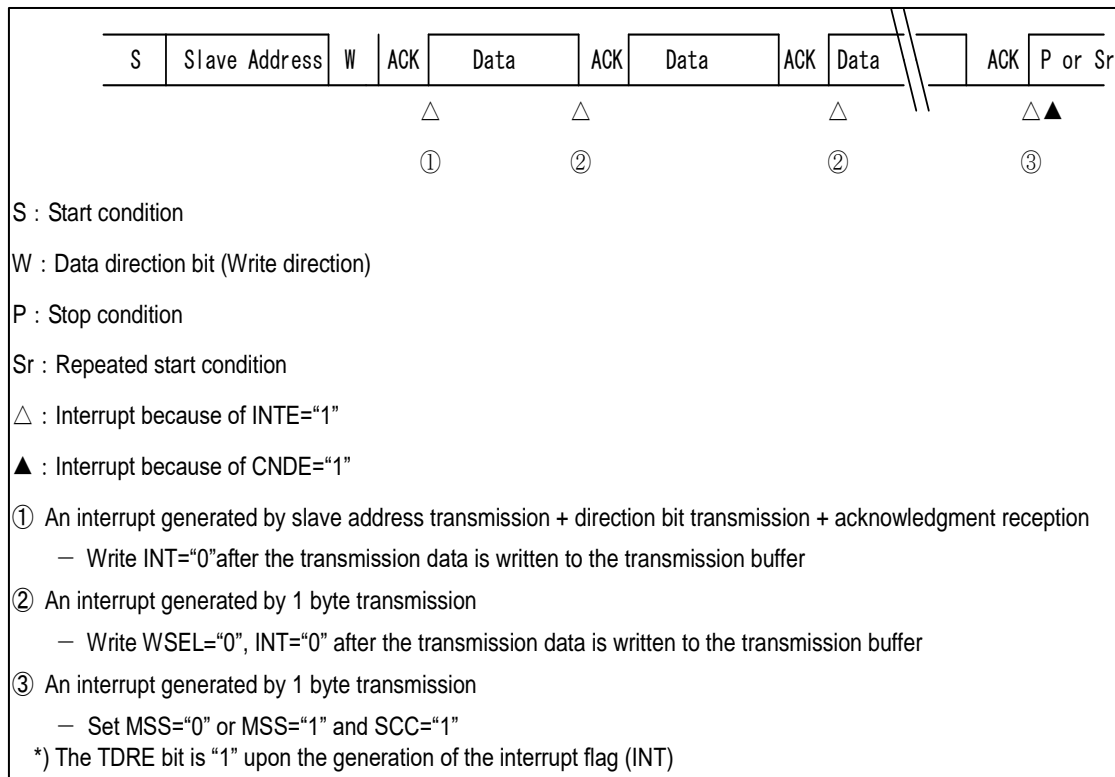 S Slave Address W ACK Data ACK Data ACK Data ACK P or Sr
△ △ △ △▲
① ② ② ③
S : Start condition
W : Data direction bit (Write direction)
P : Stop condition
Sr : Repeated start condition
△ : Interrupt because of INTE=“1”
▲ : Interrupt because of CNDE=“1”
① An interrupt generated by slave address transmission + direction bit transmission + acknowledgment reception
— Write INT=“0”after the transmission data is written to the transmission buffer
② An interrupt generated by 1 byte transmission
— Write WSEL=“0”, INT=“0” after the transmission data is written to the transmission buffer
③ An interrupt generated by 1 byte transmission
— Set MSS=“0” or MSS=“1” and SCC=“1”
*) The TDRE bit is “1” upon the generation of the interrupt flag (INT)